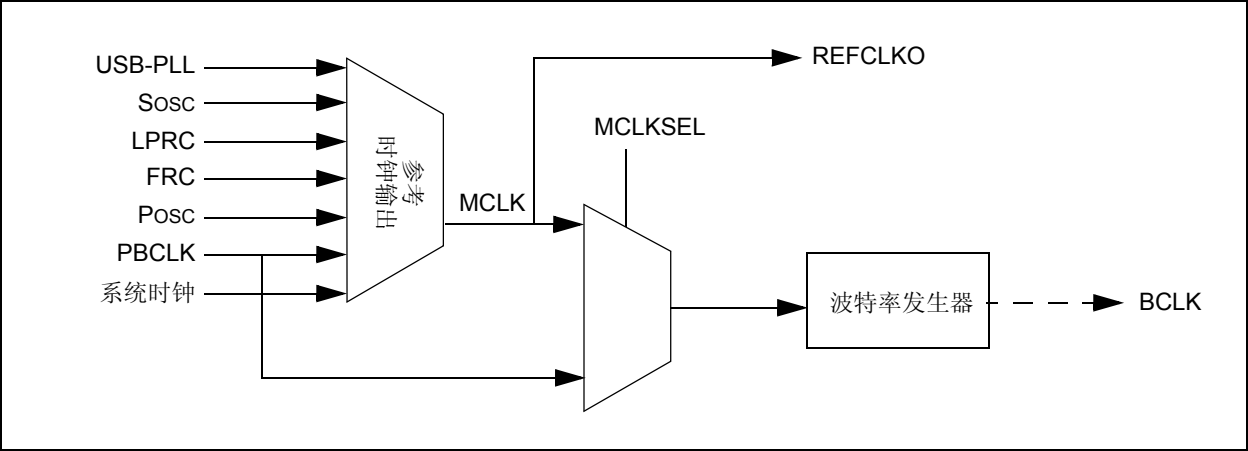 USB-PLL
SOSC
LPRC
FRC
POSC
PBCLK
系统时钟
参考
时钟输出
MCLK
REFCLKO
MCLKSEL
波特率发生器
BCLK